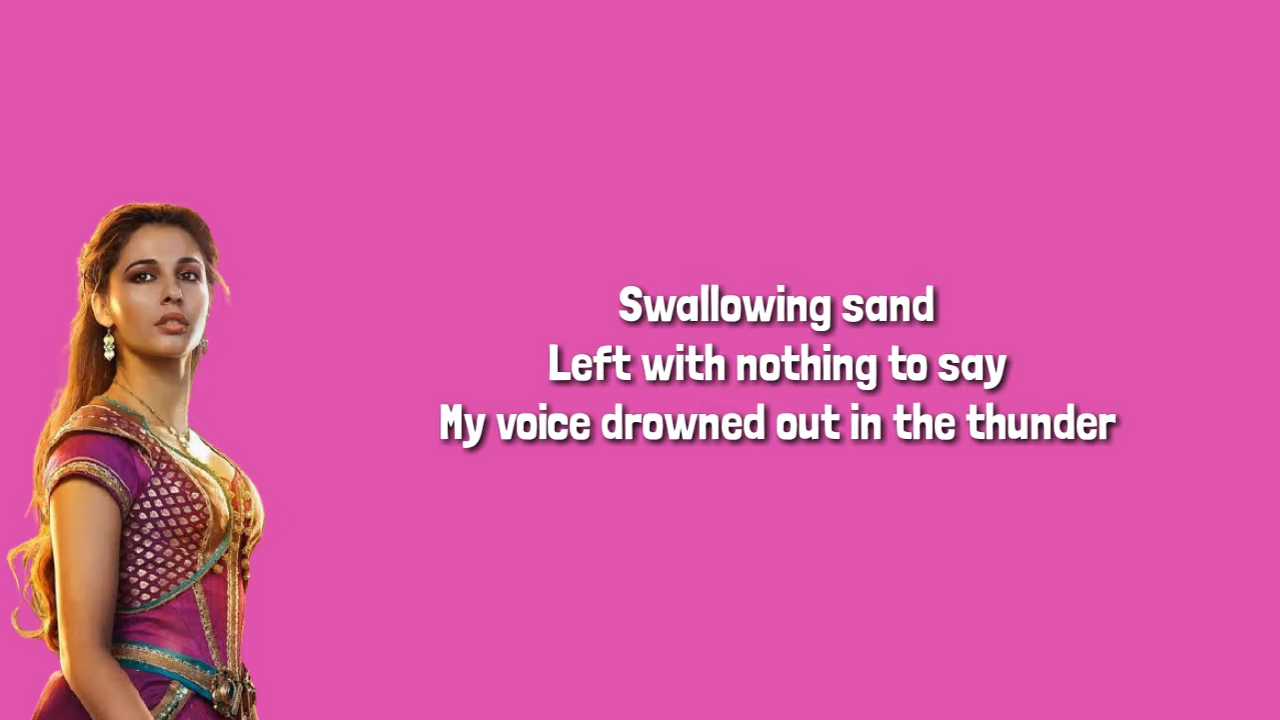 Swallowing sand
Left with nothing to say
My voice drowned out in the thunder